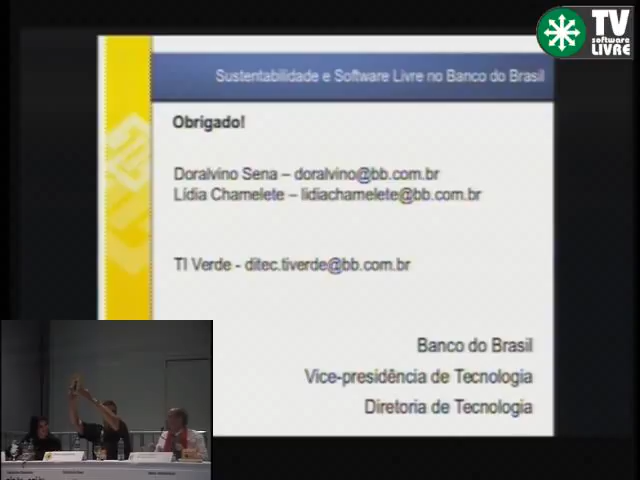 TV
software
LIVRE
Sustentabilidade e Software Livre no Banco do Brasil
Obrigado!
Doralvino Sena – doralvino@bb.com.br
Lídia Chamelete – lidiachamelete@bb.com.br
TI Verde - ditec.tiverde@bb.com.br
Banco do Brasil
Vice-presidência de Tecnologia
Diretoria de Tecnologia